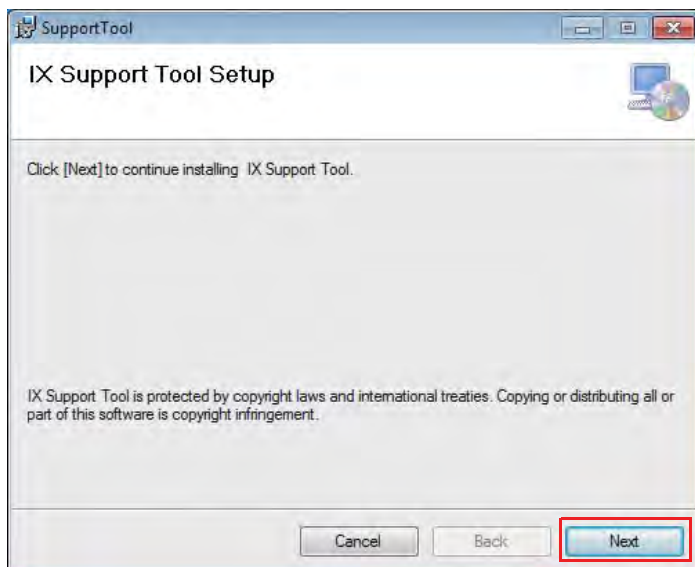 SupportTool
IX Support Tool Setup
Click [Next] to continue installing IX Support Tool.
IX Support Tool is protected by copyright laws and international treaties. Copying or distributing all or
part of this software is copyright infringement.
Cancel
Back
Next